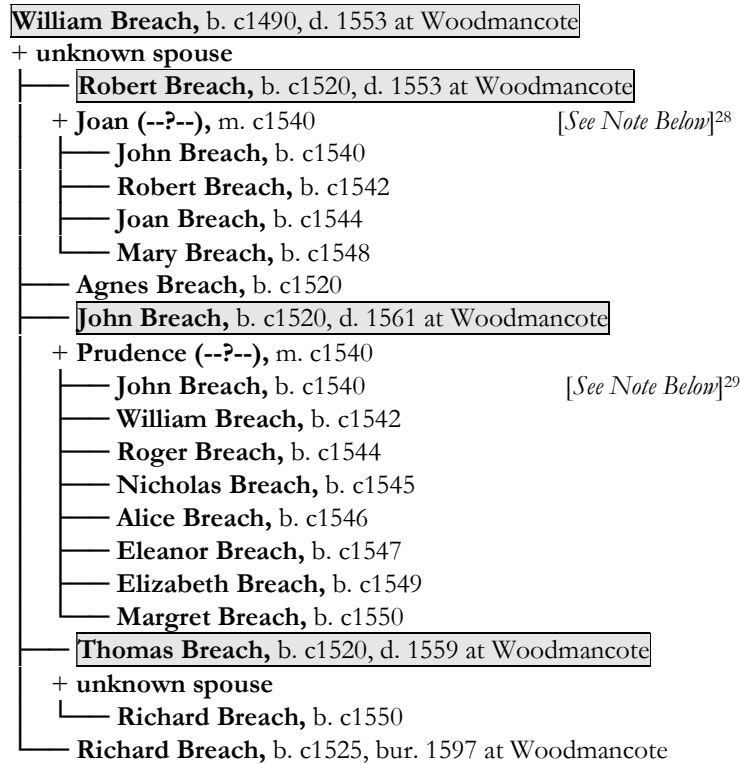 William Breach, b. c1490, d. 1553 at Woodmancote
+ unknown spouse
Robert Breach, b. c1520, d. 1553 at Woodmancote
+ Joan (--?--), m. c1540 [See Note Below]28
John Breach, b. c1540
Robert Breach, b. c1542
Joan Breach, b. c1544
Mary Breach, b. c1548
Agnes Breach, b. c1520
John Breach, b. c1520, d. 1561 at Woodmancote
+ Prudence (--?--), m. c1540
John Breach, b. c1540 [See Note Below]29
William Breach, b. c1542
Roger Breach, b. c1544
Nicholas Breach, b. c1545
Alice Breach, b. c1546
Eleanor Breach, b. c1547
Elizabeth Breach, b. c1549
Margret Breach, b. c1550
Thomas Breach, b. c1520, d. 1559 at Woodmancote
+ unknown spouse
Richard Breach, b. c1550
Richard Breach, b. c1525, bur. 1597 at Woodmancote